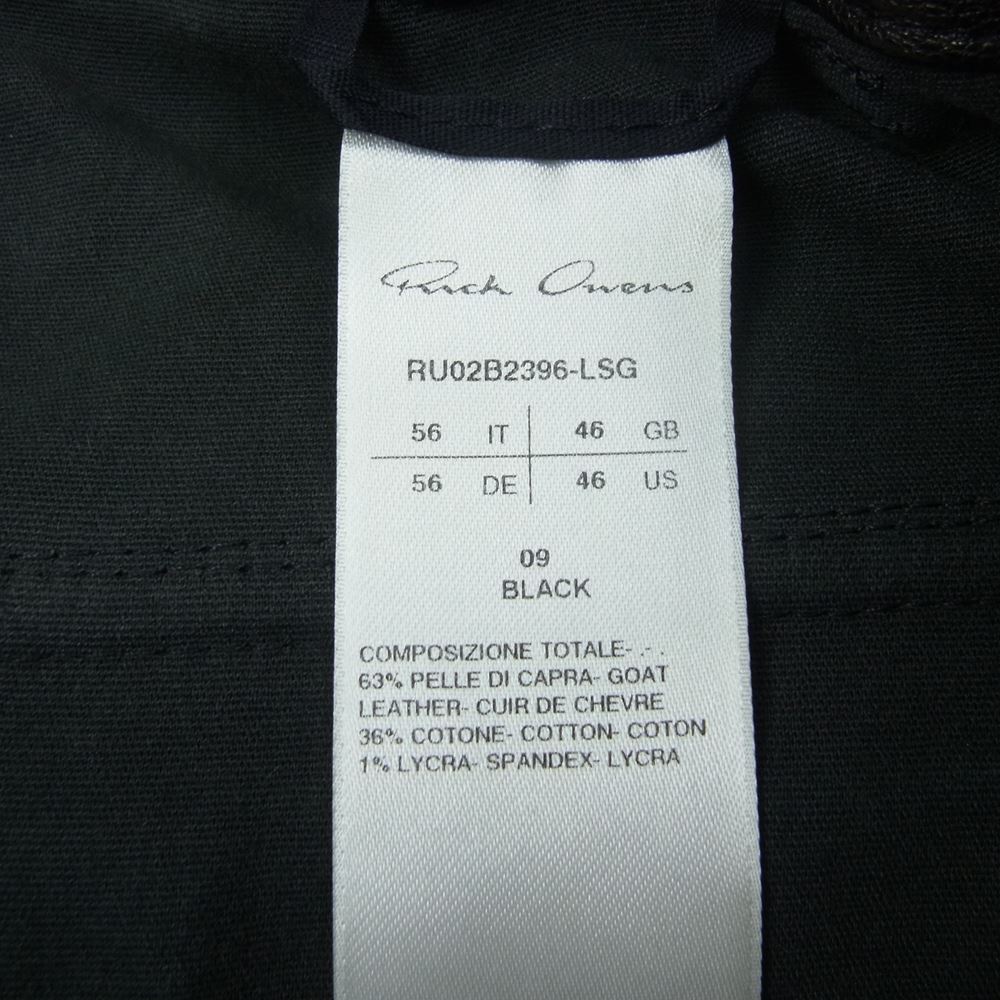 Rick Owens
RU02B2396-LSG
56 IT 46 GB
56 DE 46 US
09
BLACK
COMPOSIZIONE TOTALE- .- .
63% PELLE DI CAPRA- GOAT
LEATHER- CUIR DE CHEVRE
36% COTONE- COTTON- COTON
1% LYCRA- SPANDEX- LYCRA